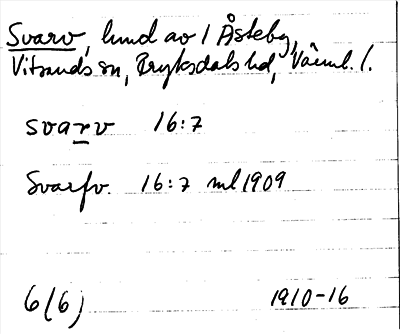 Svarv, hmd av 1 Åsteby,
Vitsands sn, Fryksdals hd, Värml. l.
svarv 16:7
Svarfv. 16:7 ml 1909
6(6) 1910-16